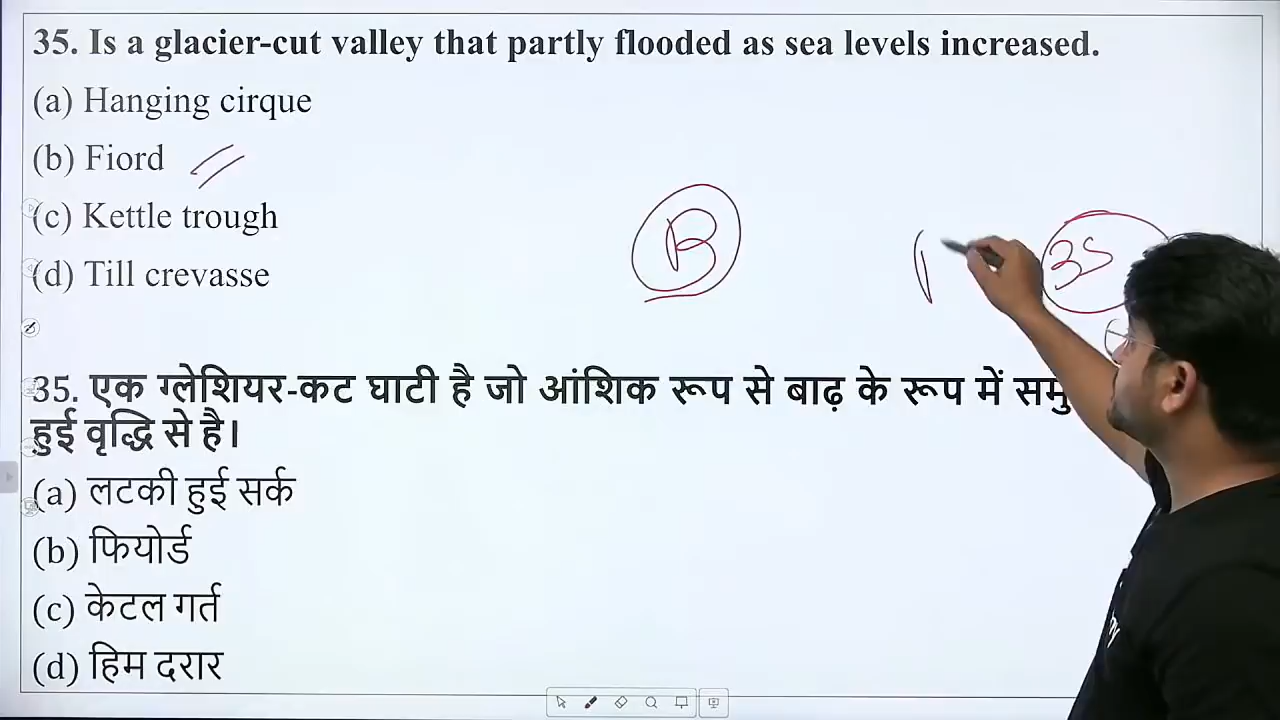 35. Is a glacier-cut valley that partly flooded as sea levels increased.
(a) Hanging cirque
(b) Fiord
(c) Kettle trough
(d) Till crevasse
B
35
35. एक ग्लेशियर-कट घाटी है जो आंशिक रूप से बाढ़ के रूप में
हुई वृद्धि से है।
(a) लटकी हुई सर्क
(b) फियोर्ड
(c) केटल गर्त
(d) हिम दरार